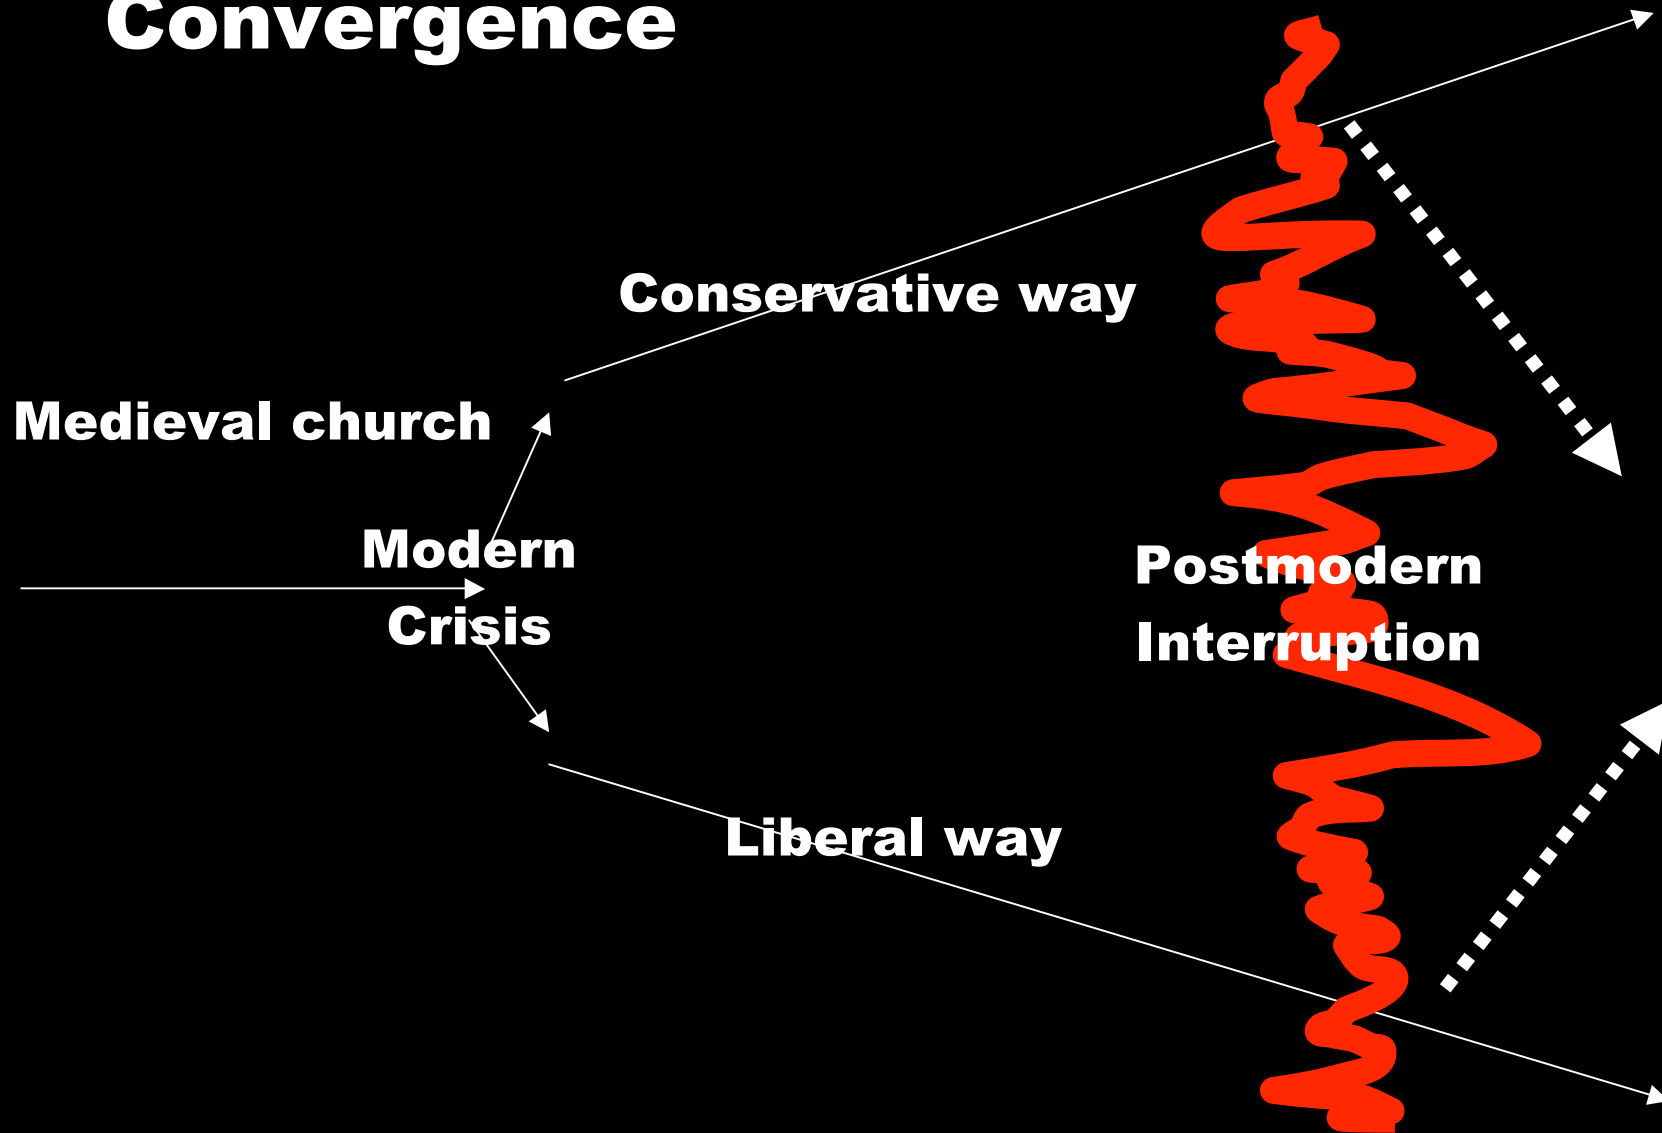 Convergence
Conservative way
Medieval church
Modern
Crisis
Postmodern
Interruption
Liberal way